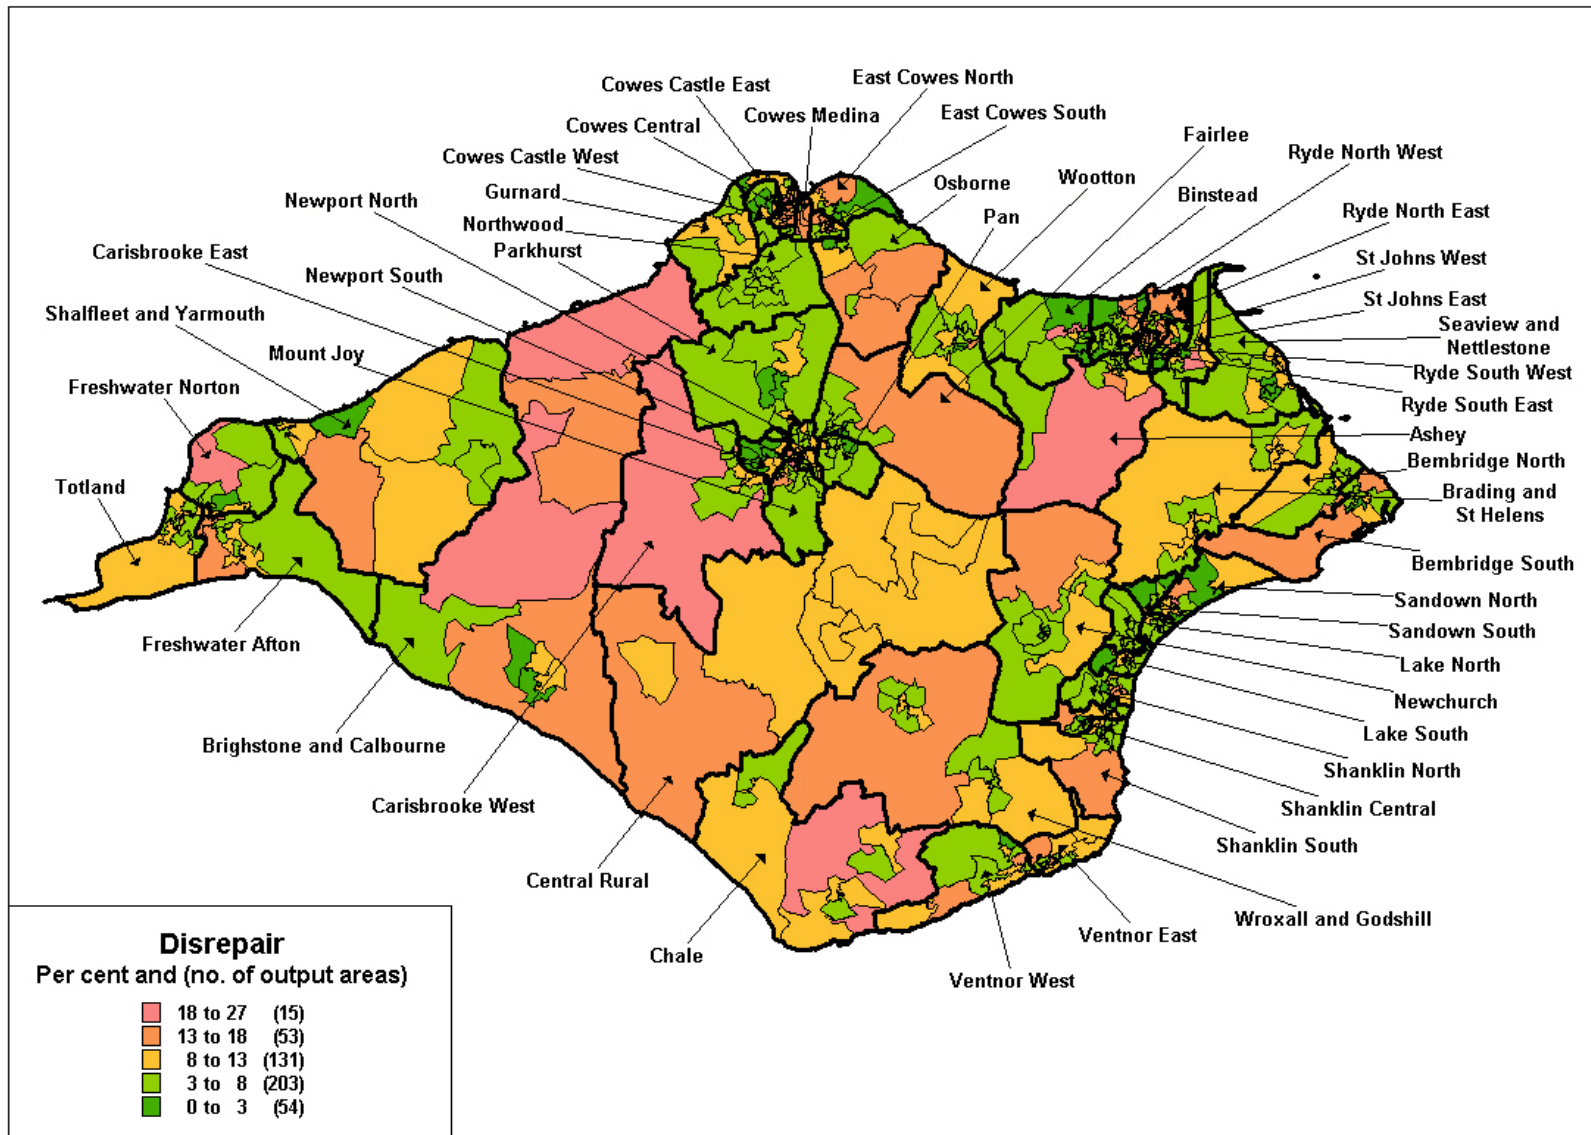 Cowes Castle East
East Cowes North
Cowes Medina
East Cowes South
Cowes Central
Fairlee
Cowes Castle West
Ryde North West
Gurnard
Osborne
Wootton
Newport North
Binstead
Northwood
Pan
Ryde North East
Parkhurst
Carisbrooke East
St Johns West
Newport South
St Johns East
Shalfleet and Yarmouth
Seaview and
Nettlestone
Mount Joy
Ryde South West
Freshwater Norton
Ryde South East
Ashey
Bembridge North
Totland
Brading and
St Helens
Bembridge South
Sandown North
Sandown South
Freshwater Afton
Lake North
Newchurch
Lake South
Brighstone and Calbourne
Shanklin North
Carisbrooke West
Shanklin Central
Shanklin South
Central Rural
Wroxall and Godshill
Ventnor East
Chale
Ventnor West
Disrepair
Per cent and (no. of output areas)
18 to 27 (15)
13 to 18 (53)
8 to 13 (131)
3 to 8 (203)
0 to 3 (54)